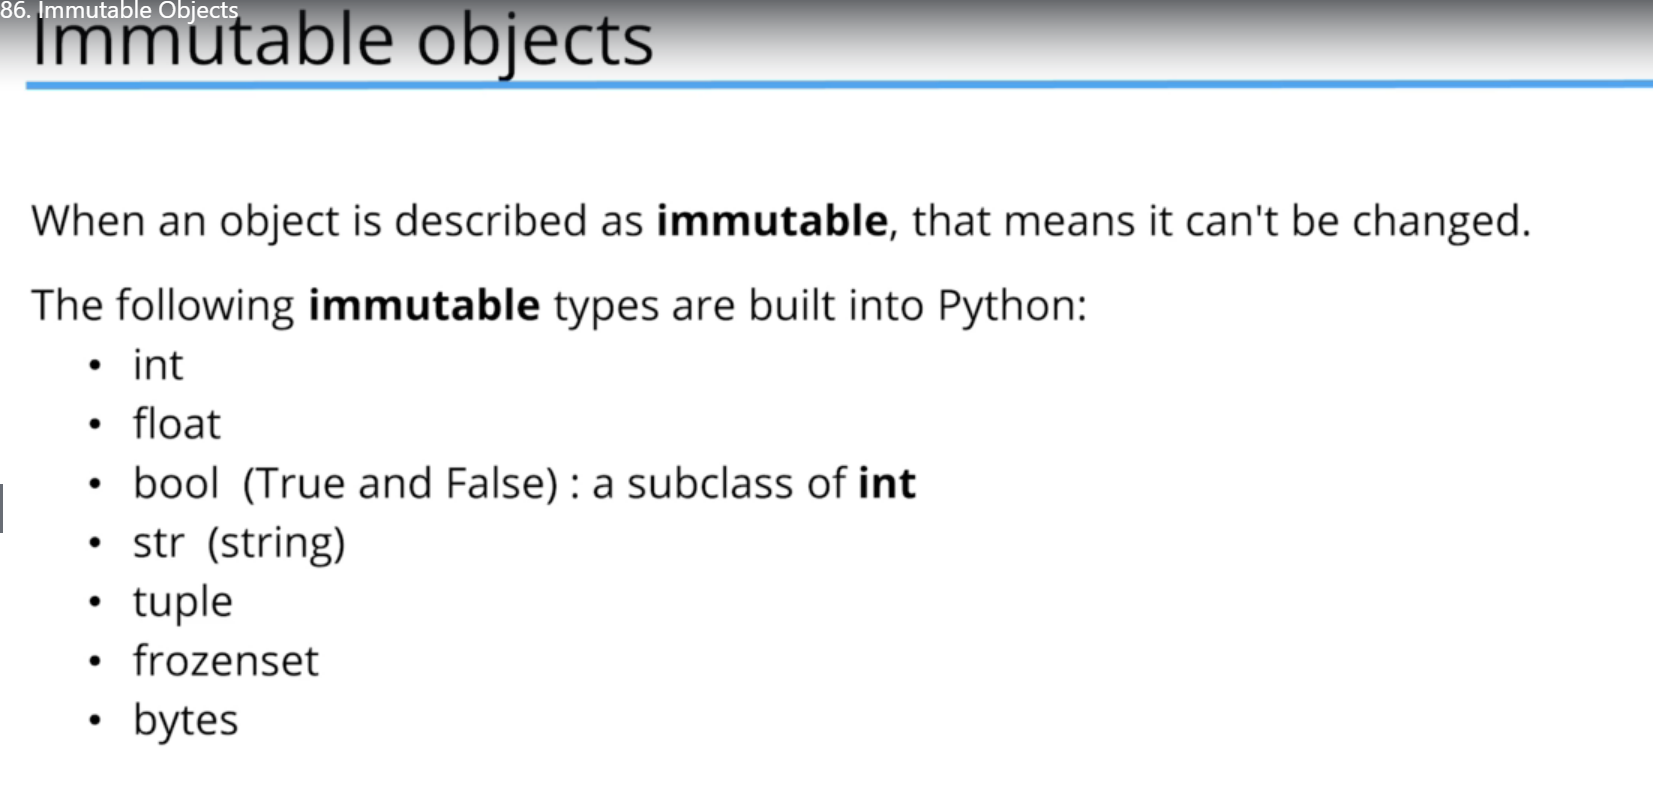 86. Immutable Objects
Immutable objects
When an object is described as immutable, that means it can't be changed.
The following immutable types are built into Python:
• int
• float
• bool (True and False) : a subclass of int
• str (string)
• tuple
• frozenset
• bytes